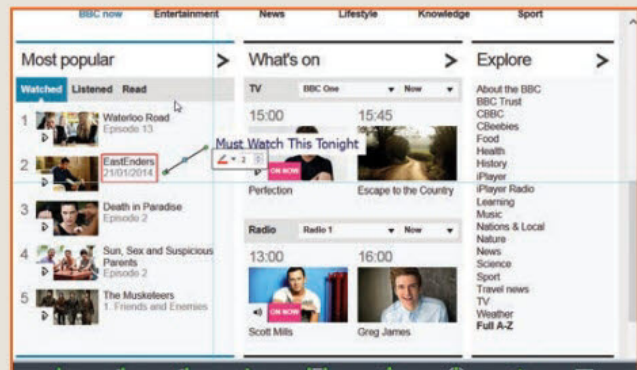 BBC now Entertainment News Lifestyle Knowledge Sport
Most popular
Watched Listened Read
1 Waterloo Road
Episode 13
2 EastEnders
21/01/2014
3 Death in Paradise
Episode 2
4 Sun, Sex and Suspicious
Parents
Episode 2
5 The Musketeers
1. Friends and Enemies
Must Watch This Tonight
2
What's on
TV BBC One Now
15:00 15:45
ON NOW
Perfection Escape to the Country
Radio Radio 1 Now
13:00 16:00
ON NOW
Scott Mills Greg James
Explore
About the BBC
BBC Trust
CBBC
CBeebies
Food
Health
History
iPlayer
iPlayer Radio
Learning
Music
Nations & Local
Nature
News
Science
Sport
Travel news
TV
Weather
Full A-Z